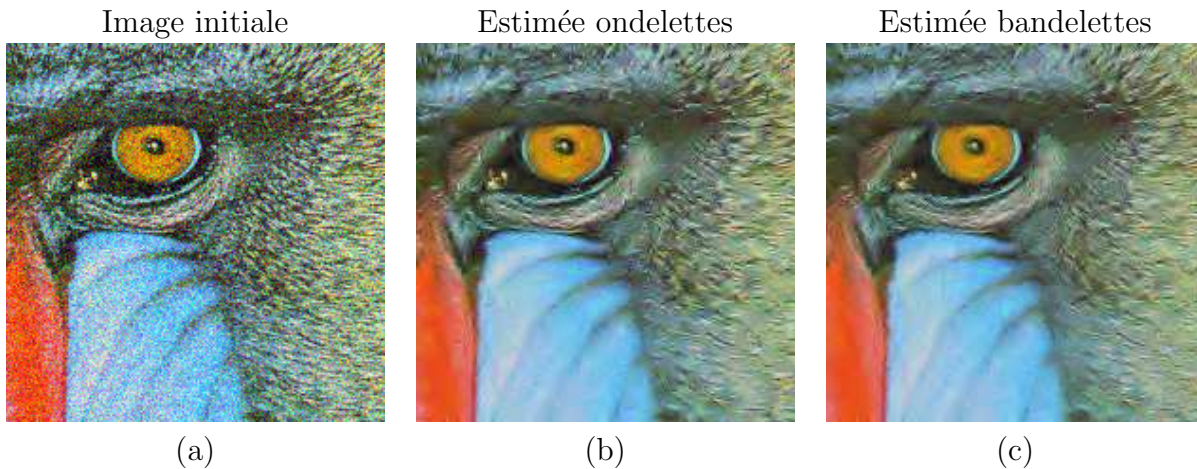 Image initiale
Estimée ondelettes
Estimée bandelettes
(a)
(b)
(c)